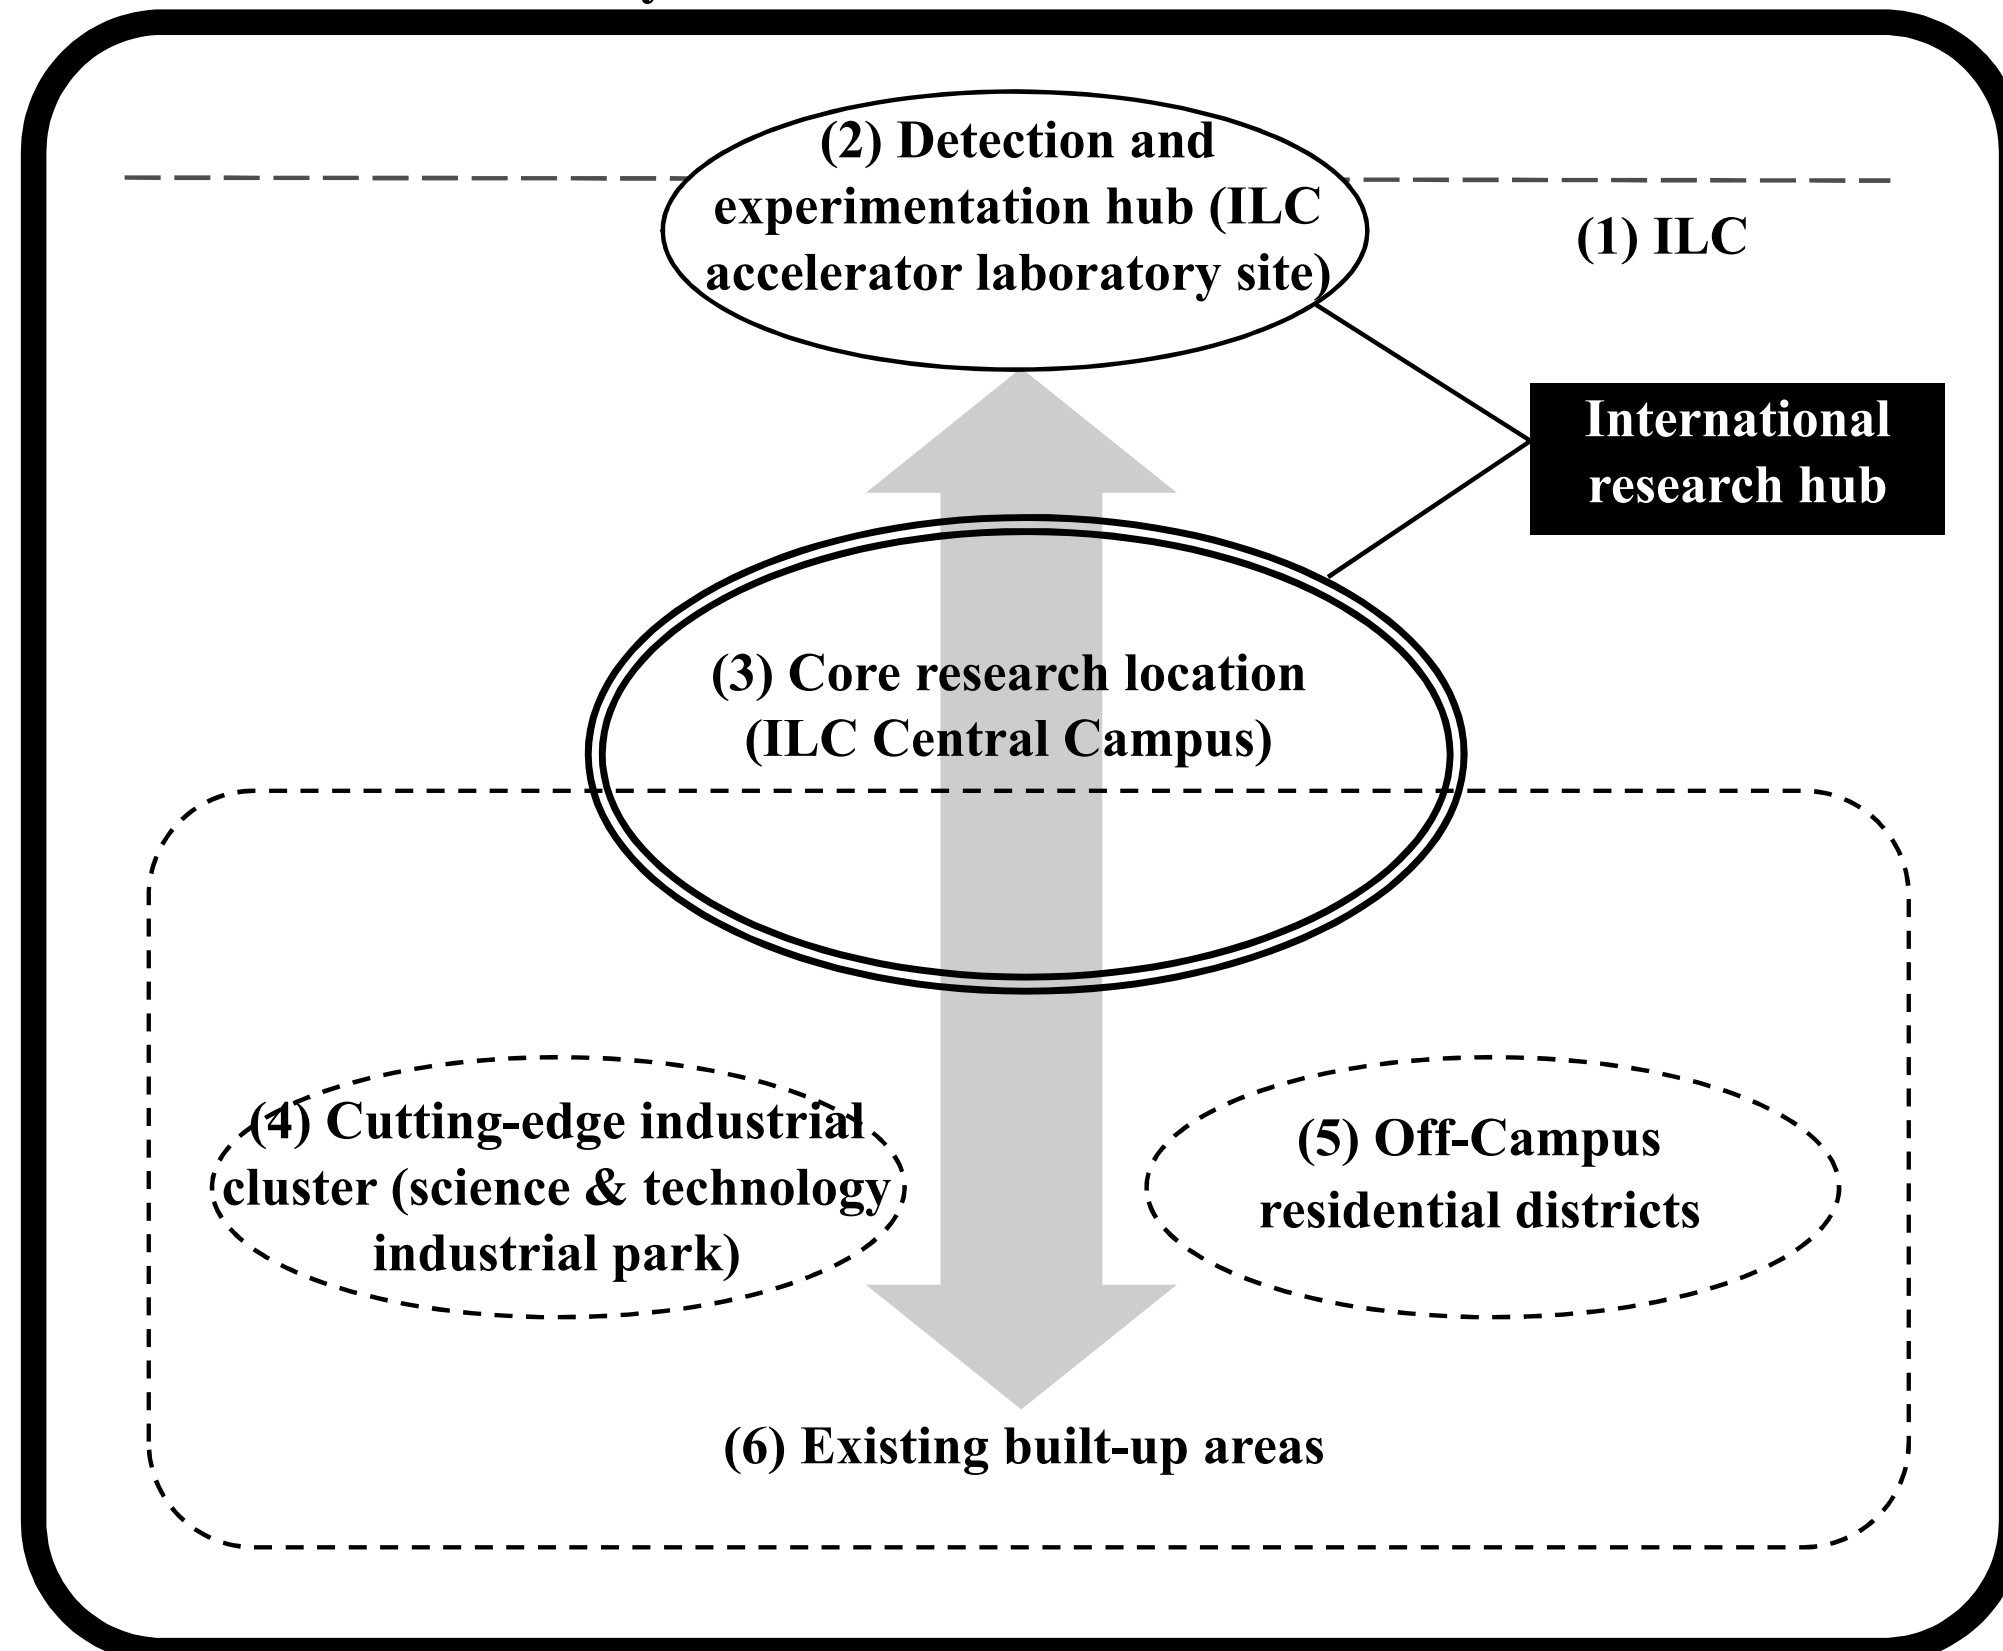 (2) Detection and
experimentation hub (ILC
accelerator laboratory site)
(1) ILC
International
research hub
(3) Core research location
(ILC Central Campus)
(4) Cutting-edge industrial
cluster (science & technology
industrial park)
(5) Off-Campus
residential districts
(6) Existing built-up areas